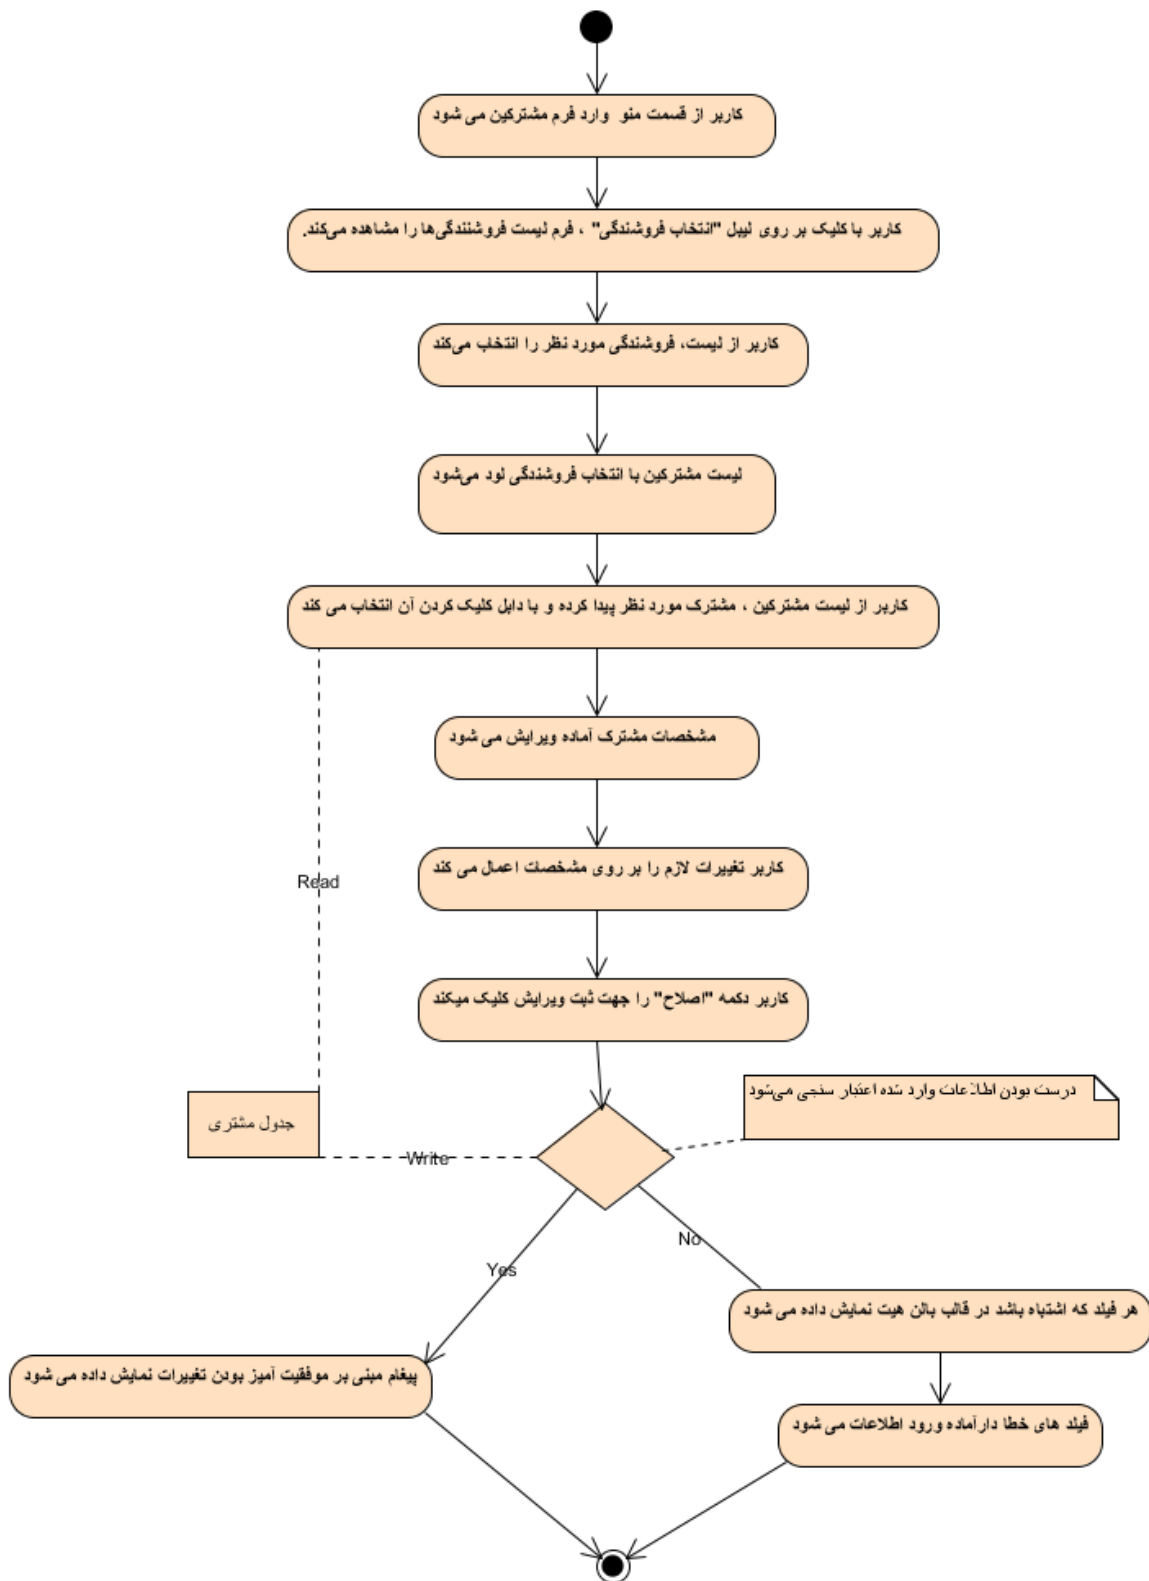 کاربر از قسمت منو وارد فرم مشترکین می شود
کاربر با کلیک بر روی لیبل "انتخاب فروشندگی" ، فرم لیست فروشنندگی‌ها را مشاهده می‌کند.
کاربر از لیست، فروشندگی مورد نظر را انتخاب می‌کند
لیست مشترکین با انتخاب فروشندگی لود می‌شود
کاربر از لیست مشترکین ، مشترک مورد نظر پیدا کرده و با دابل کلیک کردن آن انتخاب می کند
مشخصات مشترک آماده ویرایش می شود
کاربر تغییرات لازم را بر روی مشخصات اعمال می کند
Read
کاربر دکمه "اصلاح" را جهت ثبت ویرایش کلیک میکند
درست بودن اطلاعات وارد شده اعتبار سنجی می‌شود
جدول مشتری
Write
No
Yes
هر فیلد که اشتباه باشد در قالب بالن هیت نمایش داده می شود
پیغام مبنی بر موفقیت آمیز بودن تغییرات نمایش داده می شود
فیلد های خطا دارآماده ورود اطلاعات می شود